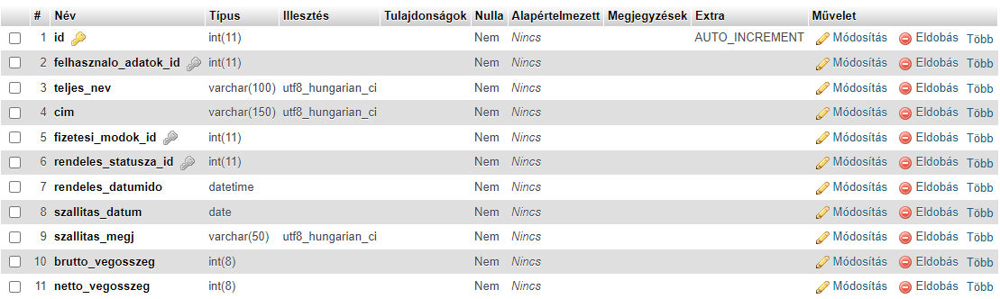 # Név Típus Illesztés Tulajdonságok Nulla Alapértelmezett Megjegyzések Extra Művelet
1 id int(11) Nem Nincs AUTO_INCREMENT Módosítás Eldobás Több
2 felhasznalo_adatok_id int(11) Nem Nincs Módosítás Eldobás Több
3 teljes_nev varchar(100) utf8_hungarian_ci Nem Nincs Módosítás Eldobás Több
4 cim varchar(150) utf8_hungarian_ci Nem Nincs Módosítás Eldobás Több
5 fizetesi_modok_id int(11) Nem Nincs Módosítás Eldobás Több
6 rendeles_statusza_id int(11) Nem Nincs Módosítás Eldobás Több
7 rendeles_datumido datetime Nem Nincs Módosítás Eldobás Több
8 szallitas_datum date Nem Nincs Módosítás Eldobás Több
9 szallitas_megj varchar(50) utf8_hungarian_ci Nem Nincs Módosítás Eldobás Több
10 brutto_vegosszeg int(8) Nem Nincs Módosítás Eldobás Több
11 netto_vegosszeg int(8) Nem Nincs Módosítás Eldobás Több